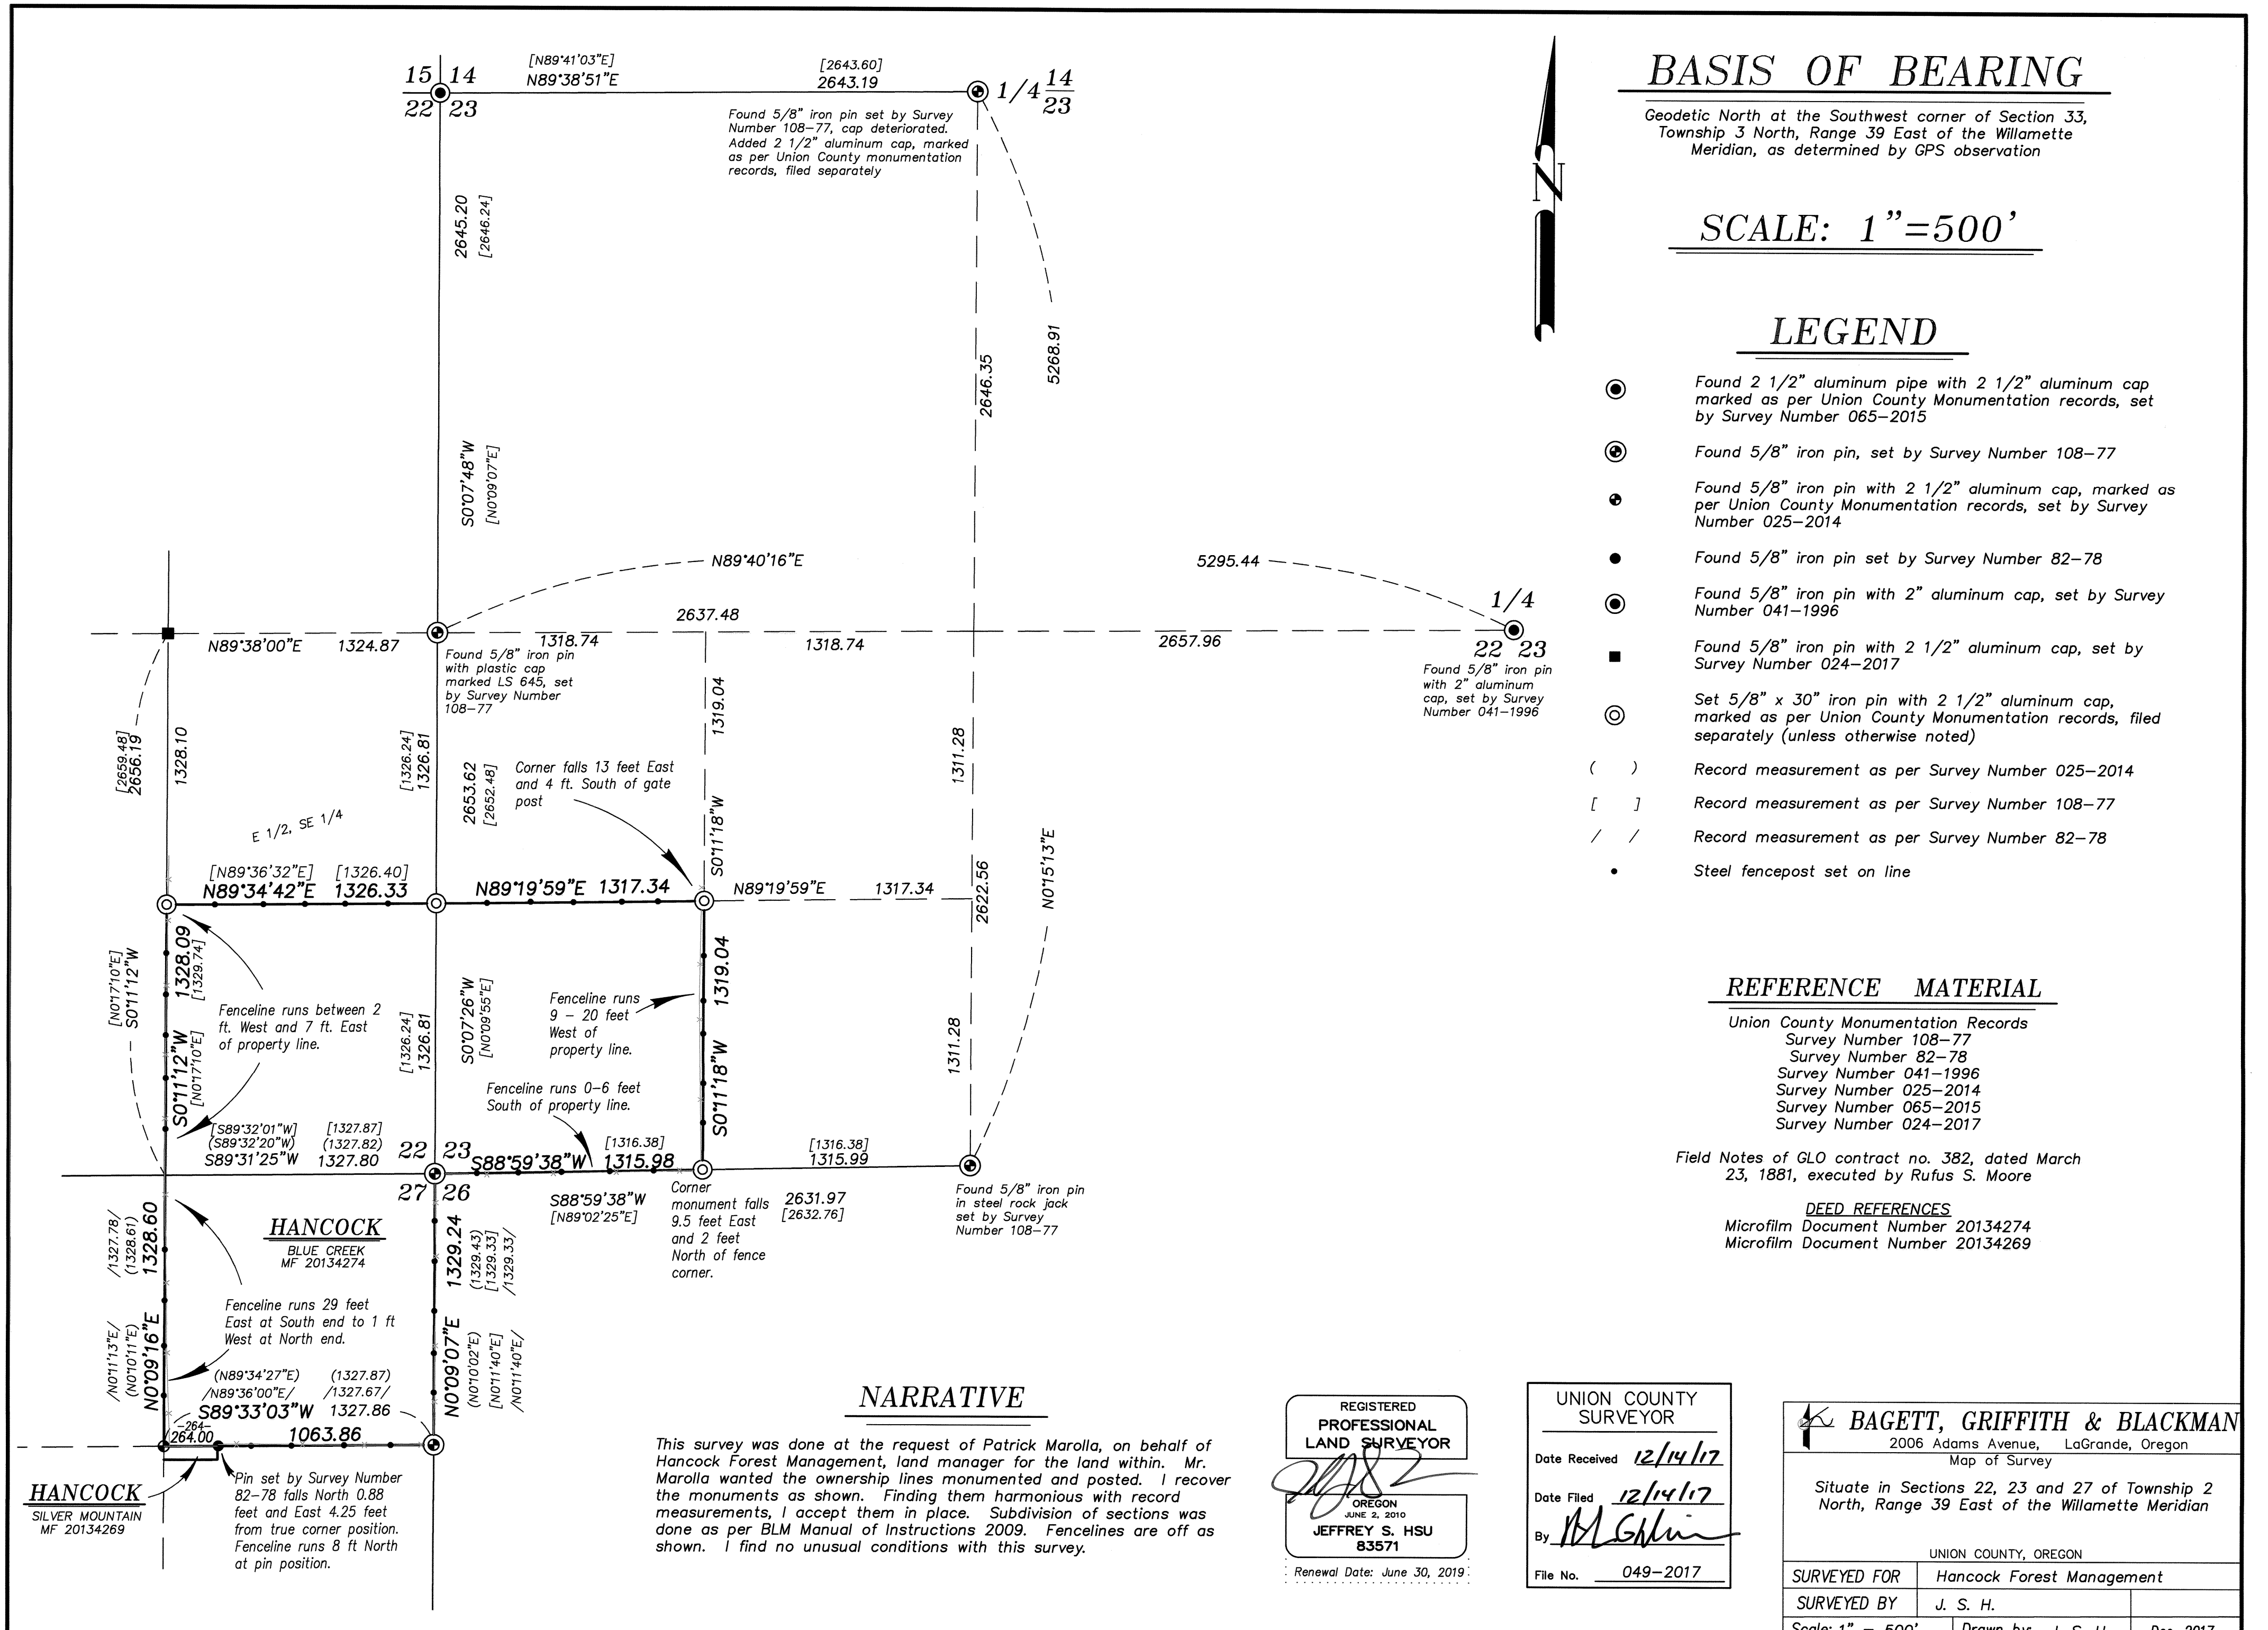 15 14
22 23
[N89°41'03"E]
N89°38'51"E
[2643.60]
2643.19
1/4 14
23
Found 5/8" iron pin set by Survey
Number 108-77, cap deteriorated.
Added 2 1/2" aluminum cap, marked
as per Union County monumentation
records, filed separately
2645.20
[2646.24]
S0°07'48"W
[N0°09'07"E]
2646.35
5268.91
N89°40'16"E
5295.44
2637.48
N89°38'00"E 1324.87
1318.74
1318.74
2657.96
1/4
22 23
Found 5/8" iron pin
with 2" aluminum
cap, set by Survey
Number 041-1996
Found 5/8" iron pin
with plastic cap
marked LS 645, set
by Survey Number
108-77
[2659.48]
2656.19
1328.10
[1326.24]
1326.81
2653.62
[2652.48]
1319.04
S0°11'18"W
1311.28
2622.56
N0°15'13"E
Corner falls 13 feet East
and 4 ft. South of gate
post
E 1/2, SE 1/4
[N89°36'32"E] [1326.40]
N89°34'42"E 1326.33
N89°19'59"E 1317.34
N89°19'59"E 1317.34
[N0°17'10"E]
S0°11'12"W
1328.09
[1329.74]
S0°11'12"W
[N0°17'10"E]
Fenceline runs between 2
ft. West and 7 ft. East
of property line.
[1326.24]
1326.81
S0°07'26"W
[N0°09'55"E]
Fenceline runs
9 - 20 feet
West of
property line.
1319.04
S0°11'18"W
1311.28
Fenceline runs 0-6 feet
South of property line.
[S89°32'01"W] [1327.87]
(S89°32'20"W) (1327.82)
S89°31'25"W 1327.80
22 23
27 26
[1316.38]
S88°59'38"W 1315.98
[1316.38]
1315.99
S88°59'38"W
[N89°02'25"E]
2631.97
[2632.76]
Corner
monument falls
9.5 feet East
and 2 feet
North of fence
corner.
Found 5/8" iron pin
in steel rock jack
set by Survey
Number 108-77
/1327.78/
(1328.61)
1328.60
/N0°11'13"E/
(N0°10'11"E)
N0°09'16"E
HANCOCK
BLUE CREEK
MF 20134274
1329.24
(1329.43)
[1329.33]
/1329.33/
N0°09'07"E
(N0°10'02"E)
[N0°11'40"E]
/N0°11'40"E/
Fenceline runs 29 feet
East at South end to 1 ft
West at North end.
(N89°34'27"E) (1327.87)
/N89°36'00"E/ /1327.67/
S89°33'03"W 1327.86
-264-
264.00
1063.86
HANCOCK
SILVER MOUNTAIN
MF 20134269
Pin set by Survey Number
82-78 falls North 0.88
feet and East 4.25 feet
from true corner position.
Fenceline runs 8 ft North
at pin position.
N
BASIS OF BEARING
Geodetic North at the Southwest corner of Section 33,
Township 3 North, Range 39 East of the Willamette
Meridian, as determined by GPS observation
SCALE: 1"=500'
LEGEND
Found 2 1/2" aluminum pipe with 2 1/2" aluminum cap
marked as per Union County Monumentation records, set
by Survey Number 065-2015
Found 5/8" iron pin, set by Survey Number 108-77
Found 5/8" iron pin with 2 1/2" aluminum cap, marked as
per Union County Monumentation records, set by Survey
Number 025-2014
Found 5/8" iron pin set by Survey Number 82-78
Found 5/8" iron pin with 2" aluminum cap, set by Survey
Number 041-1996
Found 5/8" iron pin with 2 1/2" aluminum cap, set by
Survey Number 024-2017
Set 5/8" x 30" iron pin with 2 1/2" aluminum cap,
marked as per Union County Monumentation records, filed
separately (unless otherwise noted)
( ) Record measurement as per Survey Number 025-2014
[ ] Record measurement as per Survey Number 108-77
/ / Record measurement as per Survey Number 82-78
Steel fencepost set on line
REFERENCE MATERIAL
Union County Monumentation Records
Survey Number 108-77
Survey Number 82-78
Survey Number 041-1996
Survey Number 025-2014
Survey Number 065-2015
Survey Number 024-2017
Field Notes of GLO contract no. 382, dated March
23, 1881, executed by Rufus S. Moore
DEED REFERENCES
Microfilm Document Number 20134274
Microfilm Document Number 20134269
NARRATIVE
This survey was done at the request of Patrick Marolla, on behalf of
Hancock Forest Management, land manager for the land within. Mr.
Marolla wanted the ownership lines monumented and posted. I recover
the monuments as shown. Finding them harmonious with record
measurements, I accept them in place. Subdivision of sections was
done as per BLM Manual of Instructions 2009. Fencelines are off as
shown. I find no unusual conditions with this survey.
REGISTERED
PROFESSIONAL
LAND SURVEYOR
OREGON
JUNE 2, 2010
JEFFREY S. HSU
83571
Renewal Date: June 30, 2019
UNION COUNTY
SURVEYOR
Date Received 12/14/17
Date Filed 12/14/17
By
File No. 049-2017
BAGETT, GRIFFITH & BLACKMAN
2006 Adams Avenue, LaGrande, Oregon
Map of Survey
Situate in Sections 22, 23 and 27 of Township 2
North, Range 39 East of the Willamette Meridian
UNION COUNTY, OREGON
SURVEYED FOR Hancock Forest Management
SURVEYED BY J. S. H.
Scale: 1" = 500' Drawn by: J. S. H. Dec. 2017